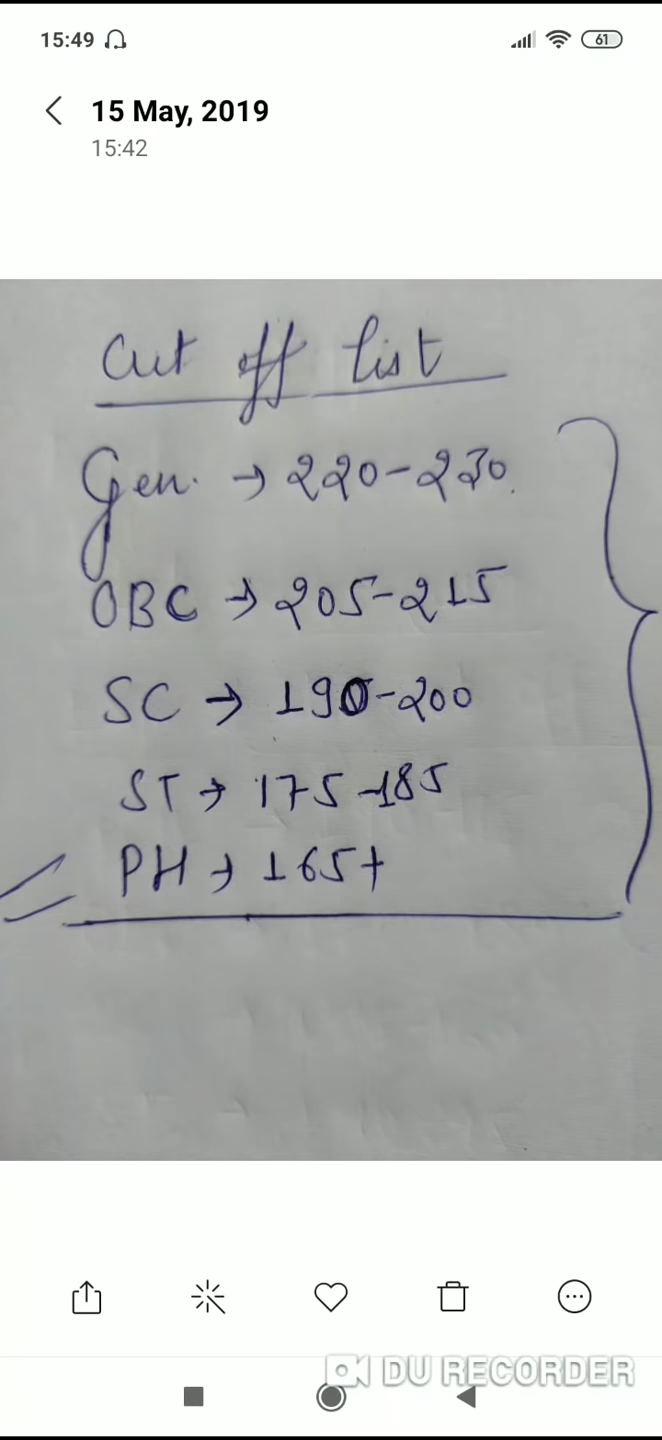 15:49
61
15 May, 2019
15:42
Cut off list
Gen. → 220-230.
OBC → 205-215
SC → 190-200
ST → 175-185
PH → 165+
DU RECORDER